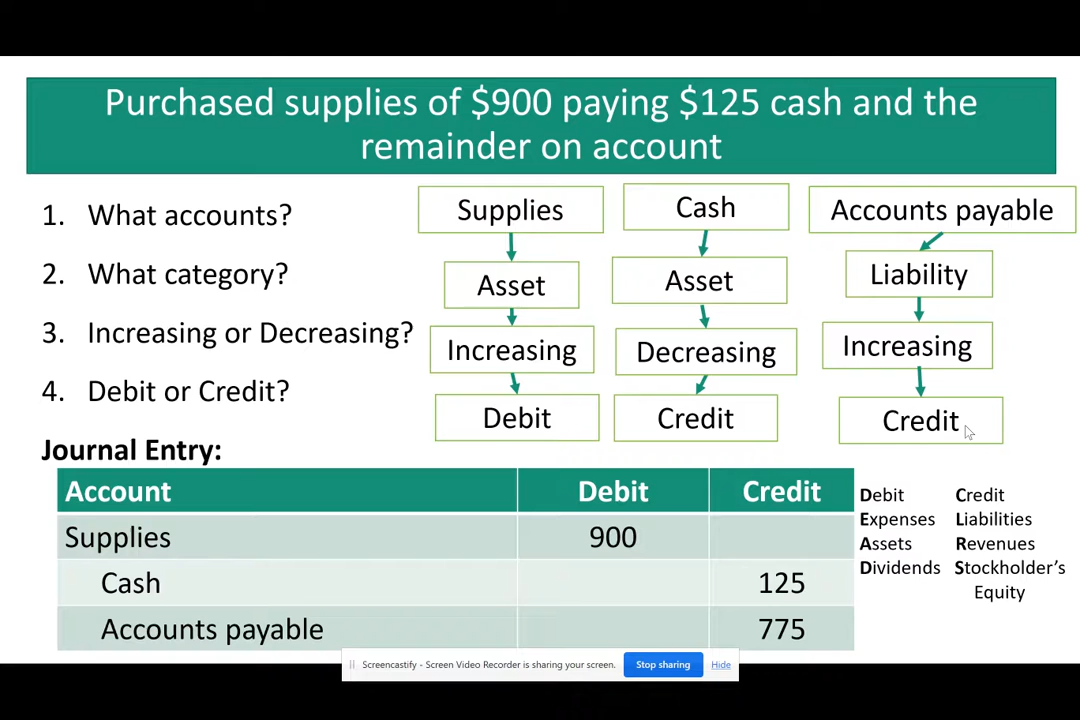 Purchased supplies of $900 paying $125 cash and the
remainder on account
1. What accounts?
Supplies
Cash
Accounts payable
2. What category?
Asset
Asset
Liability
3. Increasing or Decreasing?
Increasing
Decreasing
Increasing
4. Debit or Credit?
Debit
Credit
Credit
Journal Entry:
Account Debit Credit
Supplies 900
Cash 125
Accounts payable 775
Debit Credit
Expenses Liabilities
Assets Revenues
Dividends Stockholder's
Equity
Screencastify - Screen Video Recorder is sharing your screen. Stop sharing Hide